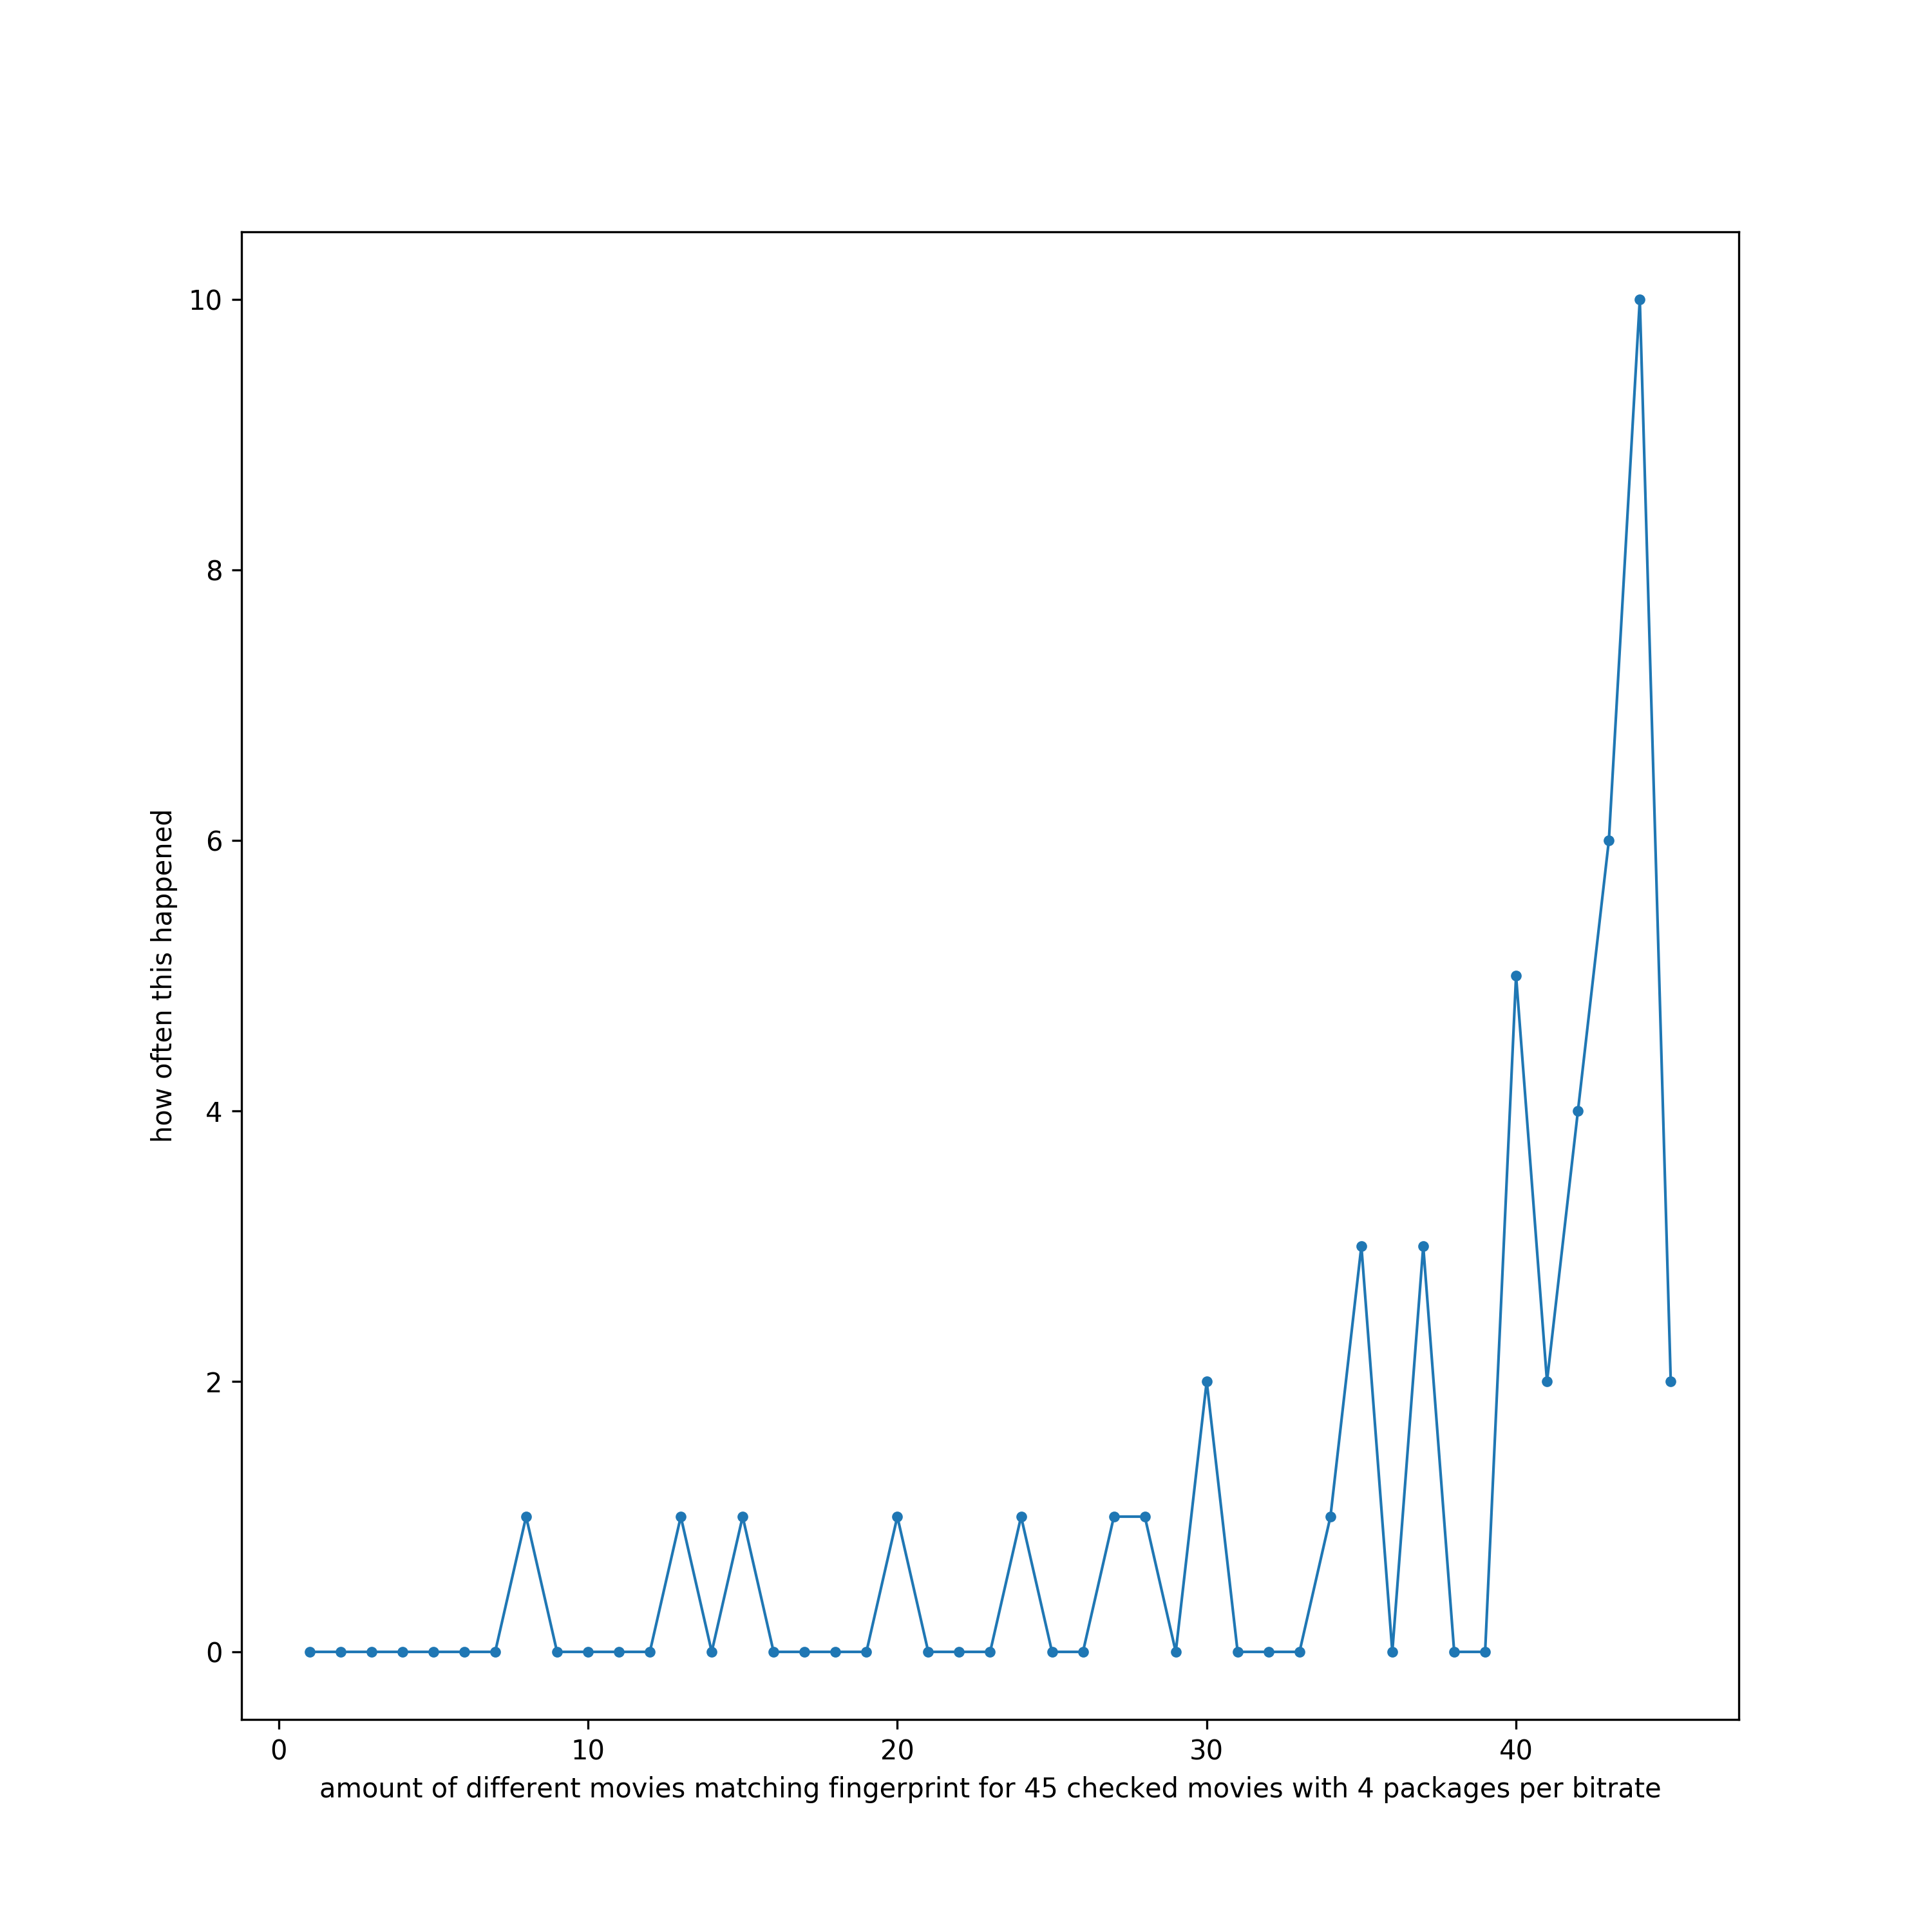 10
8
6
4
2
0
how often this happened
0 10 20 30 40
amount of different movies matching fingerprint for 45 checked movies with 4 packages per bitrate